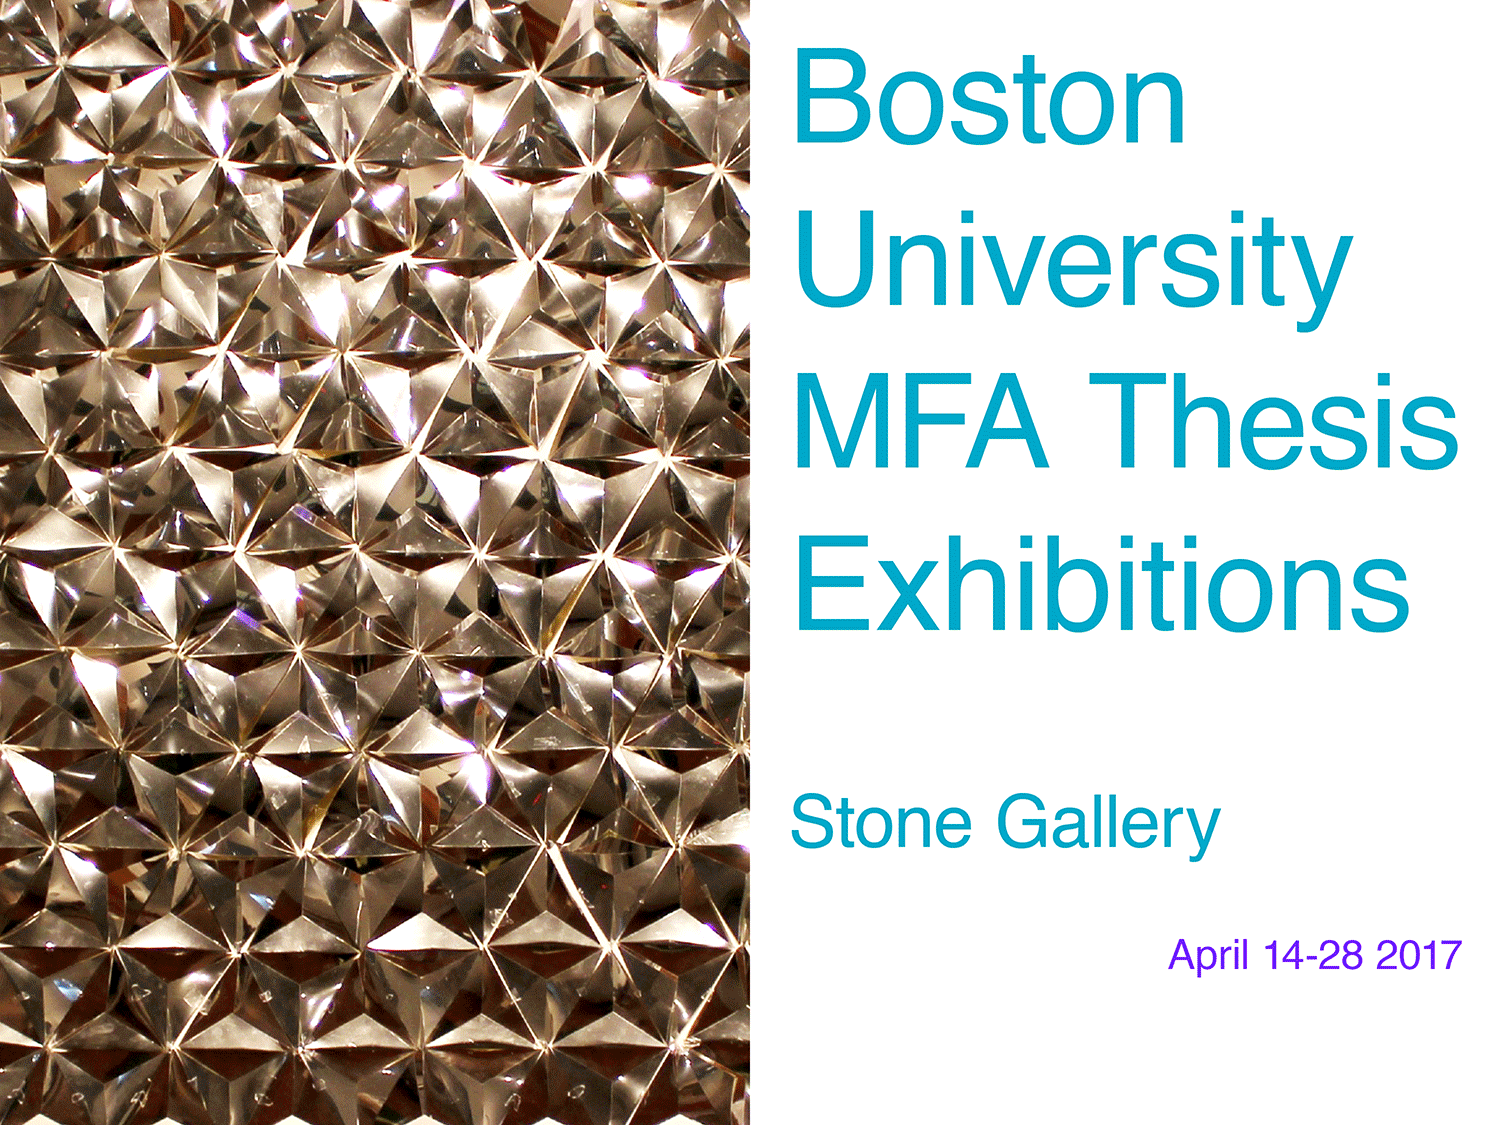 Boston
University
MFA Thesis
Exhibitions
Stone Gallery
April 14-28 2017